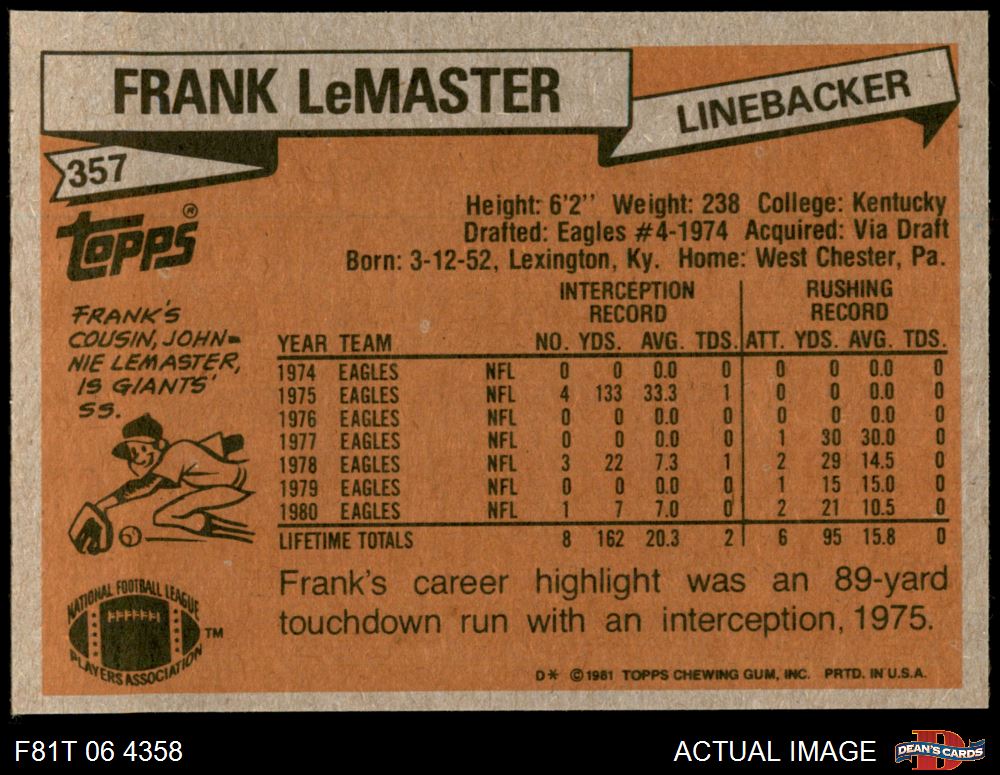 FRANK LeMASTER
LINEBACKER
357
topps®
Height: 6'2'' Weight: 238 College: Kentucky
Drafted: Eagles #4-1974 Acquired: Via Draft
Born: 3-12-52, Lexington, Ky. Home: West Chester, Pa.
FRANK'S
COUSIN, JOHN=
NIE LEMASTER,
IS GIANTS'
SS.
INTERCEPTION RECORD RUSHING RECORD
YEAR TEAM NO. YDS. AVG. TDS. ATT. YDS. AVG. TDS.
1974 EAGLES NFL 0 0 0.0 0 0 0 0.0 0
1975 EAGLES NFL 4 133 33.3 1 0 0 0.0 0
1976 EAGLES NFL 0 0 0.0 0 0 0 0.0 0
1977 EAGLES NFL 0 0 0.0 0 1 30 30.0 0
1978 EAGLES NFL 3 22 7.3 1 2 29 14.5 0
1979 EAGLES NFL 0 0 0.0 0 1 15 15.0 0
1980 EAGLES NFL 1 7 7.0 0 2 21 10.5 0
LIFETIME TOTALS 8 162 20.3 2 6 95 15.8 0
Frank's career highlight was an 89-yard
touchdown run with an interception, 1975.
NATIONAL FOOTBALL LEAGUE
PLAYERS ASSOCIATION
TM
D* © 1981 TOPPS CHEWING GUM, INC. PRTD. IN U.S.A.
F81T 06 4358
ACTUAL IMAGE
D
DEAN'S CARDS